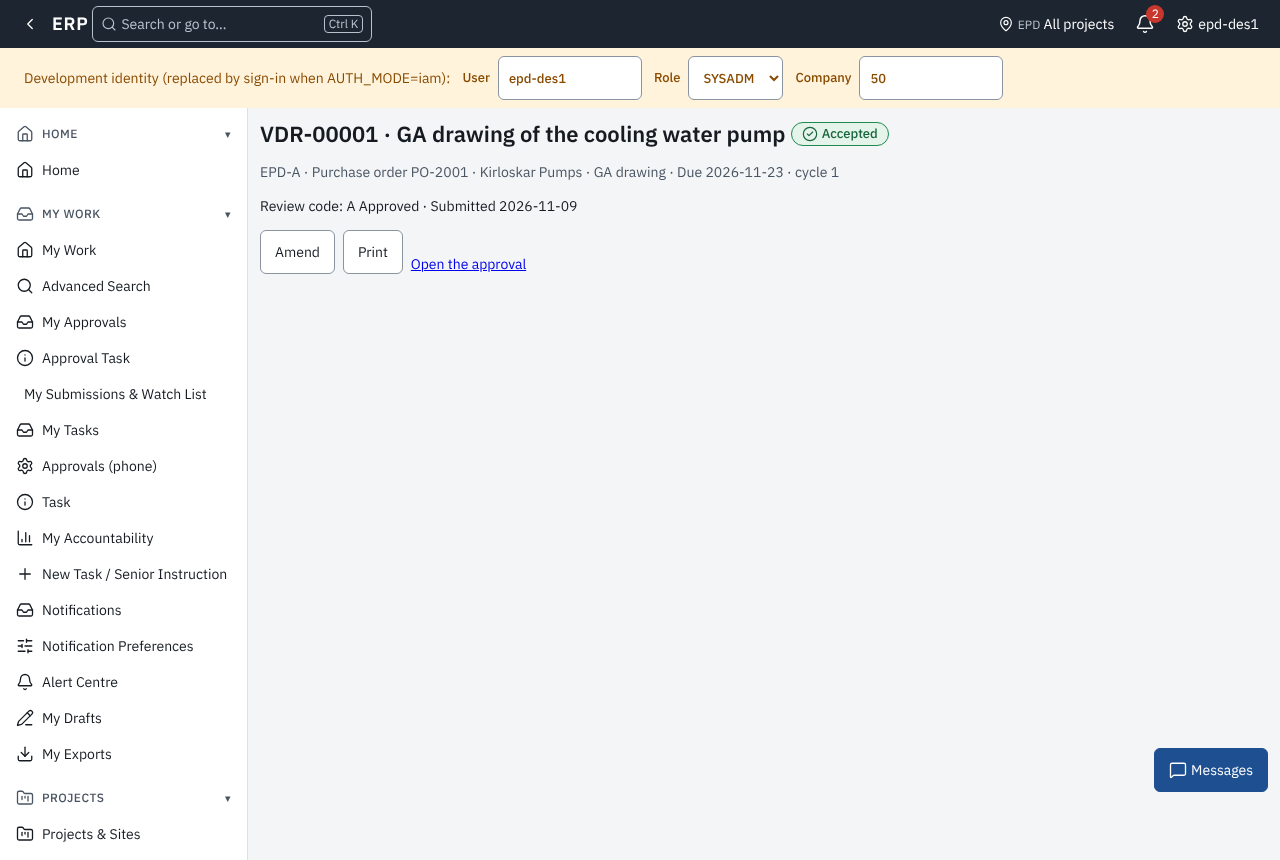 ERP
Search or go to...
Ctrl K
EPD All projects
2
epd-des1
Development identity (replaced by sign-in when AUTH_MODE=iam):
User
epd-des1
Role
SYSADM
Company
50
HOME
Home
MY WORK
My Work
Advanced Search
My Approvals
Approval Task
My Submissions & Watch List
My Tasks
Approvals (phone)
Task
My Accountability
New Task / Senior Instruction
Notifications
Notification Preferences
Alert Centre
My Drafts
My Exports
PROJECTS
Projects & Sites
VDR-00001 · GA drawing of the cooling water pump
Accepted
EPD-A · Purchase order PO-2001 · Kirloskar Pumps · GA drawing · Due 2026-11-23 · cycle 1
Review code: A Approved · Submitted 2026-11-09
Amend
Print
Open the approval
Messages